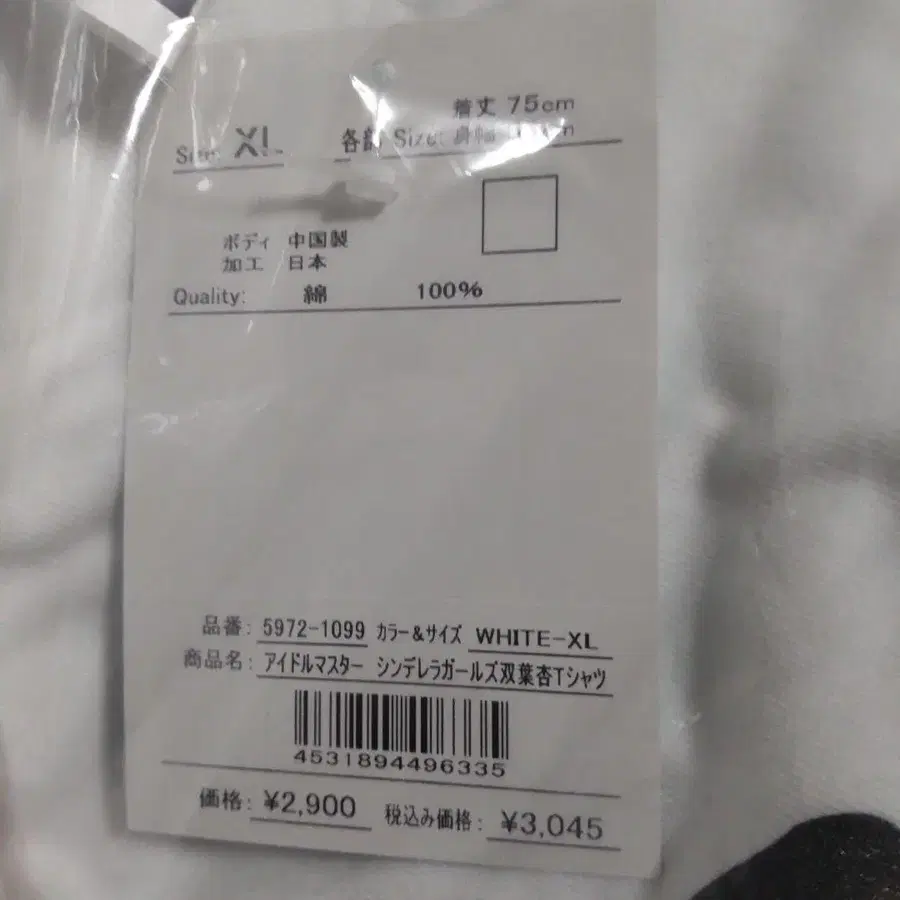 着丈 75cm
Size: XL 各部 Size: 身幅
ボディ 中国製
加工 日本
Quality: 綿 100%
品番: 5972-1099 カラー&サイズ WHITE-XL
商品名: アイドルマスター シンデレラガールズ双葉杏Tシャツ
4531894496335
価格: ¥2,900 税込み価格: ¥3,045